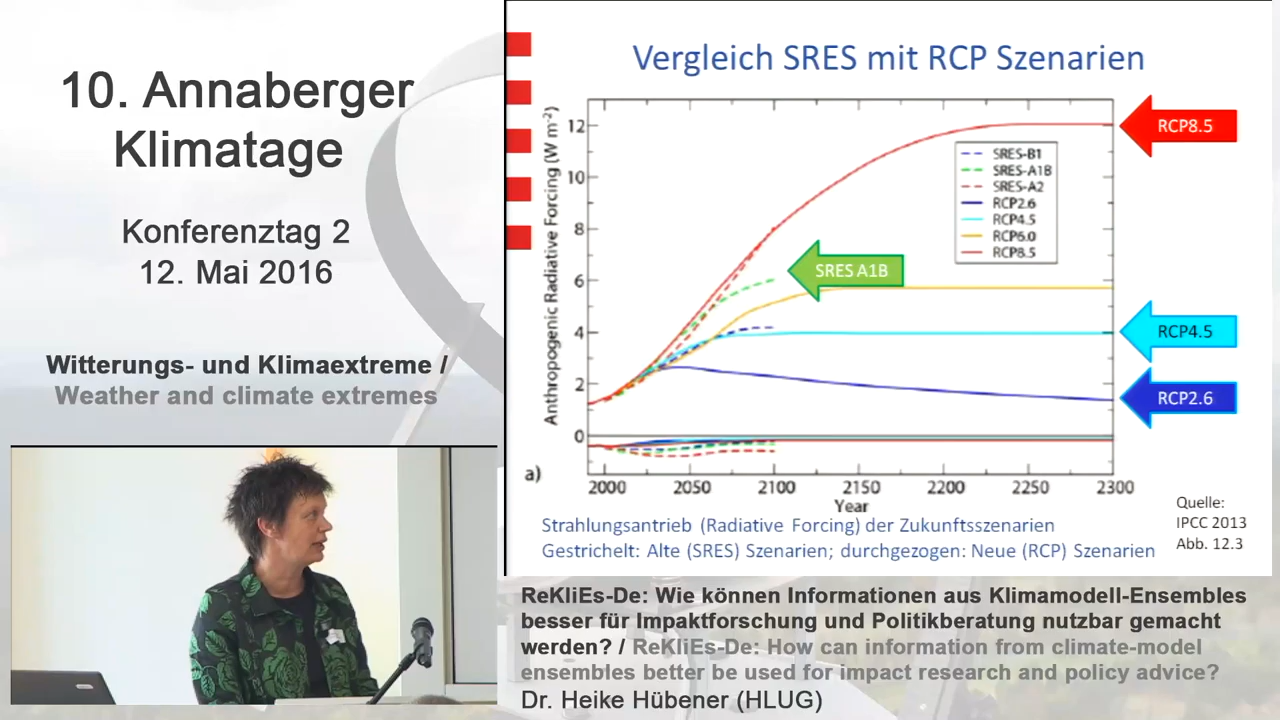 10. Annaberger
Klimatage
Konferenztag 2
12. Mai 2016
Witterungs- und Klimaextreme /
Weather and climate extremes
Vergleich SRES mit RCP Szenarien
Anthropogenic Radiative Forcing (W m⁻²)
12
10
8
6
4
2
0
SRES-B1
SRES-A1B
SRES-A2
RCP2.6
RCP4.5
RCP6.0
RCP8.5
RCP8.5
SRES A1B
RCP4.5
RCP2.6
a)
2000 2050 2100 2150 2200 2250 2300
Year
Quelle:
IPCC 2013
Abb. 12.3
Strahlungsantrieb (Radiative Forcing) der Zukunftsszenarien
Gestrichelt: Alte (SRES) Szenarien; durchgezogen: Neue (RCP) Szenarien
ReKliEs-De: Wie können Informationen aus Klimamodell-Ensembles
besser für Impaktforschung und Politikberatung nutzbar gemacht
werden? / ReKliEs-De: How can information from climate-model
ensembles better be used for impact research and policy advice?
Dr. Heike Hübener (HLUG)